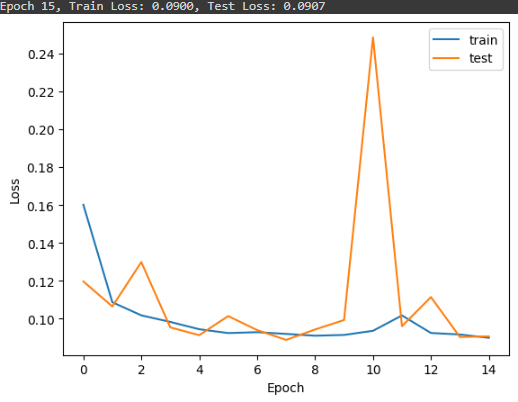 Epoch 15, Train Loss: 0.0900, Test Loss: 0.0907
train
test
0.24
0.22
0.20
0.18
0.16
0.14
0.12
0.10
Loss
0 2 4 6 8 10 12 14
Epoch